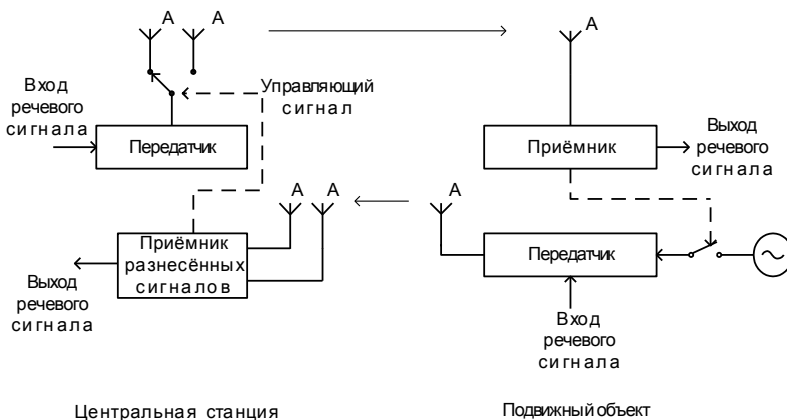 А А
А
Вход
речевого
сигнала
Управляющий
сигнал
Передатчик
Приёмник
Выход
речевого
сигнала
А А
А
Приёмник
разнесённых
сигналов
Передатчик
Выход
речевого
сигнала
Вход
речевого
сигнала
Центральная станция
Подвижный объект